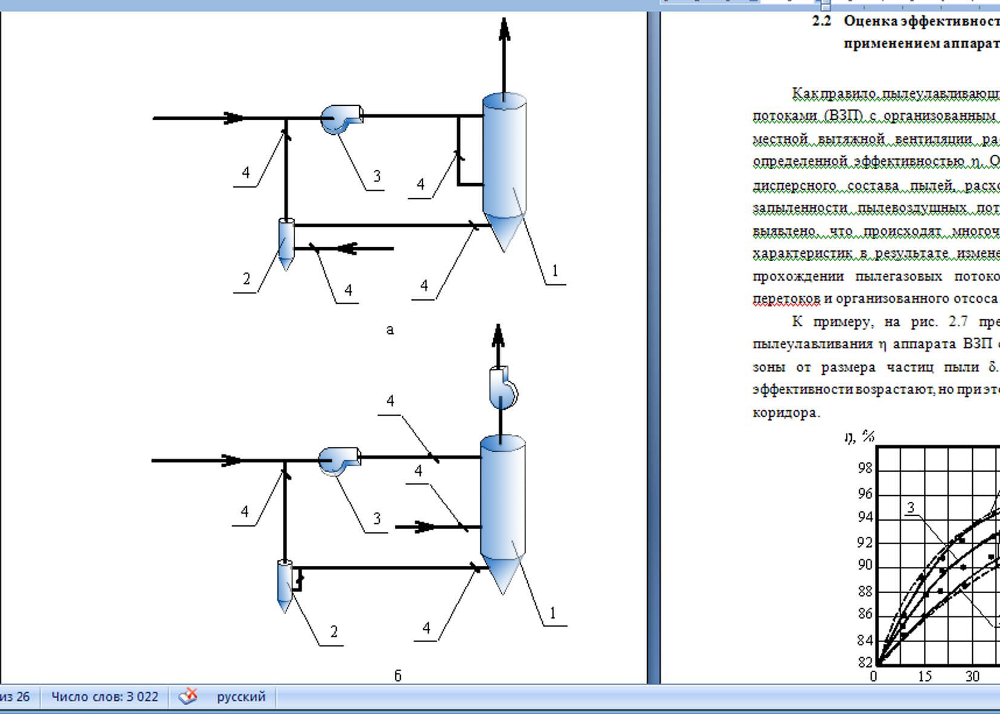 4
3
4
2
4
4
1
а
4
4
4
3
2
4
1
б
2.2 Оценка эффективност
применением аппарат
Как правило, пылеулавливающ
потоками (ВЗП) с организованным
местной вытяжной вентиляции ра
определенной эффективностью η. О
дисперсного состава пылей, расхо
запыленности пылевоздушных пот
выявлено, что происходят многоч
характеристик в результате измене
прохождении пылегазовых потоко
перетоков и организованного отсоса
К примеру, на рис. 2.7 пре
пылеулавливания η аппарата ВЗП
зоны от размера частиц пыли δ.
эффективности возрастают, но при эт
коридора.
η, %
98
96
94
92
90
88
86
84
82
3
0 15 30
из 26 Число слов: 3 022 русский